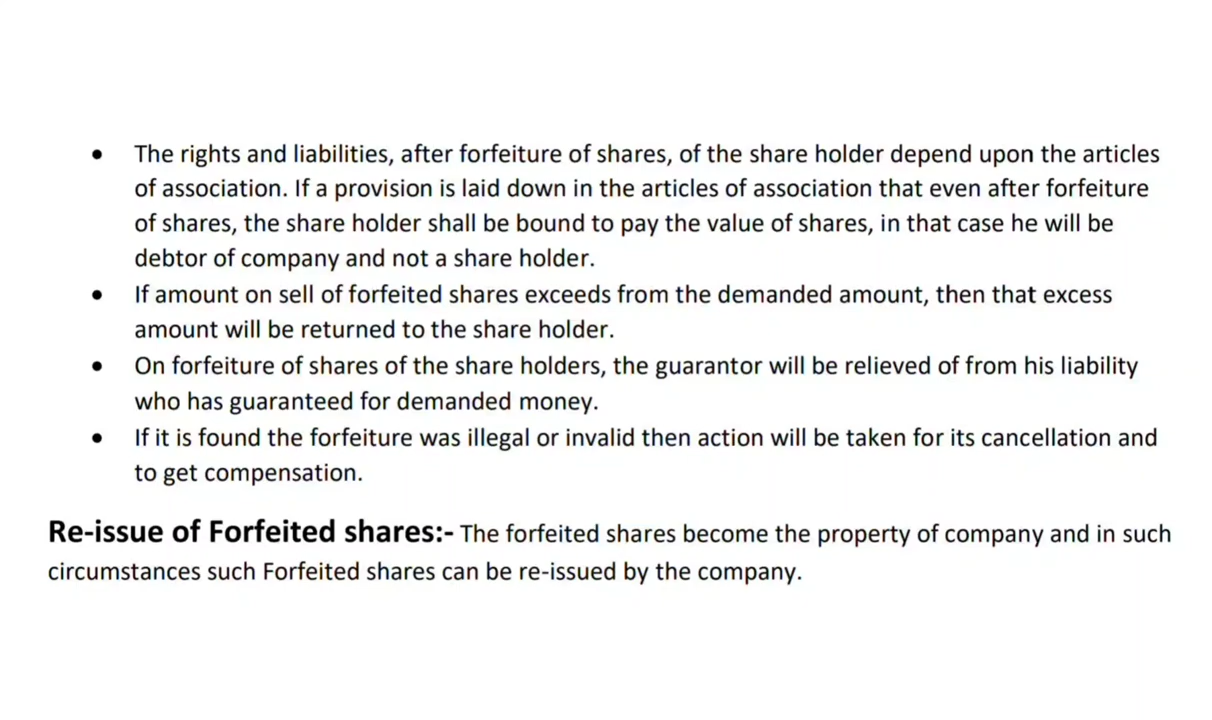 • The rights and liabilities, after forfeiture of shares, of the share holder depend upon the articles
of association. If a provision is laid down in the articles of association that even after forfeiture
of shares, the share holder shall be bound to pay the value of shares, in that case he will be
debtor of company and not a share holder.
• If amount on sell of forfeited shares exceeds from the demanded amount, then that excess
amount will be returned to the share holder.
• On forfeiture of shares of the share holders, the guarantor will be relieved of from his liability
who has guaranteed for demanded money.
• If it is found the forfeiture was illegal or invalid then action will be taken for its cancellation and
to get compensation.
Re-issue of Forfeited shares:- The forfeited shares become the property of company and in such
circumstances such Forfeited shares can be re-issued by the company.